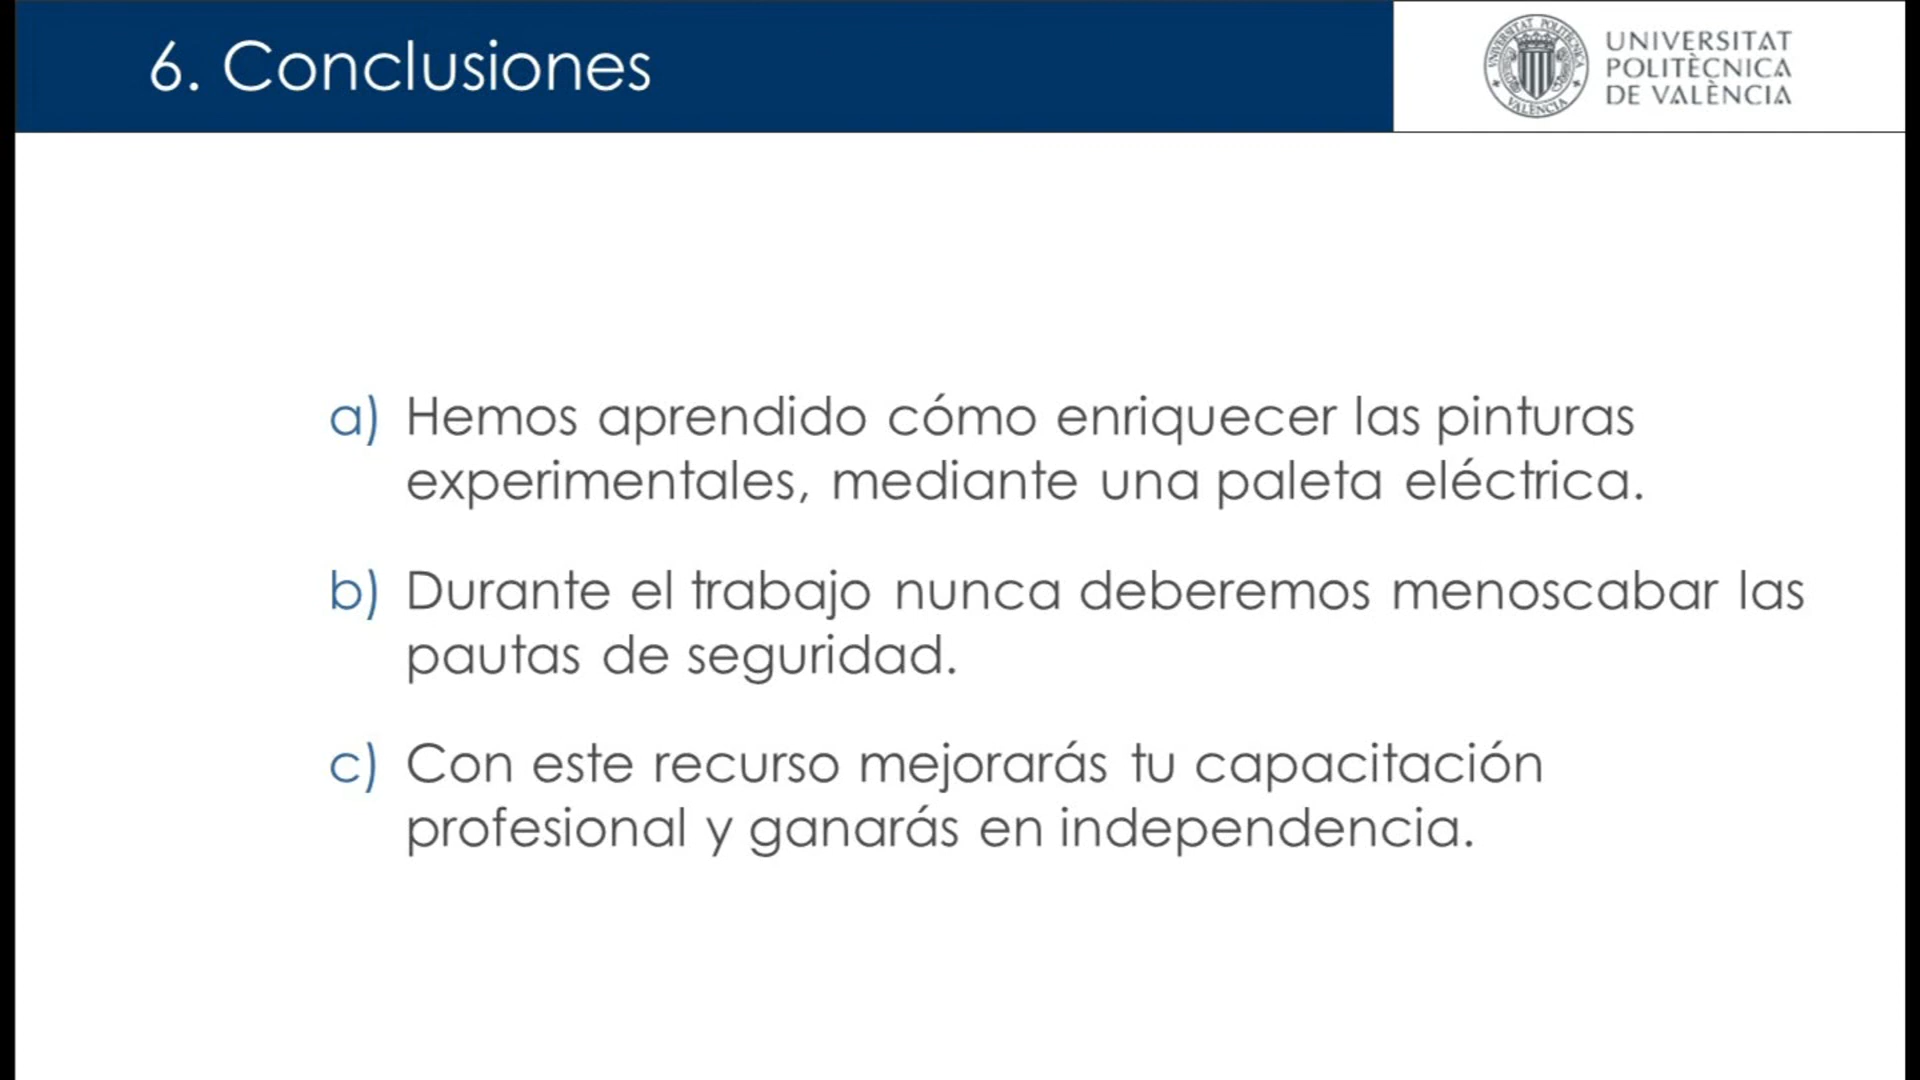 6. Conclusiones
UNIVERSITAT
POLITÈCNICA
DE VALÈNCIA
a) Hemos aprendido cómo enriquecer las pinturas
experimentales, mediante una paleta eléctrica.
b) Durante el trabajo nunca deberemos menoscabar las
pautas de seguridad.
c) Con este recurso mejorarás tu capacitación
profesional y ganarás en independencia.